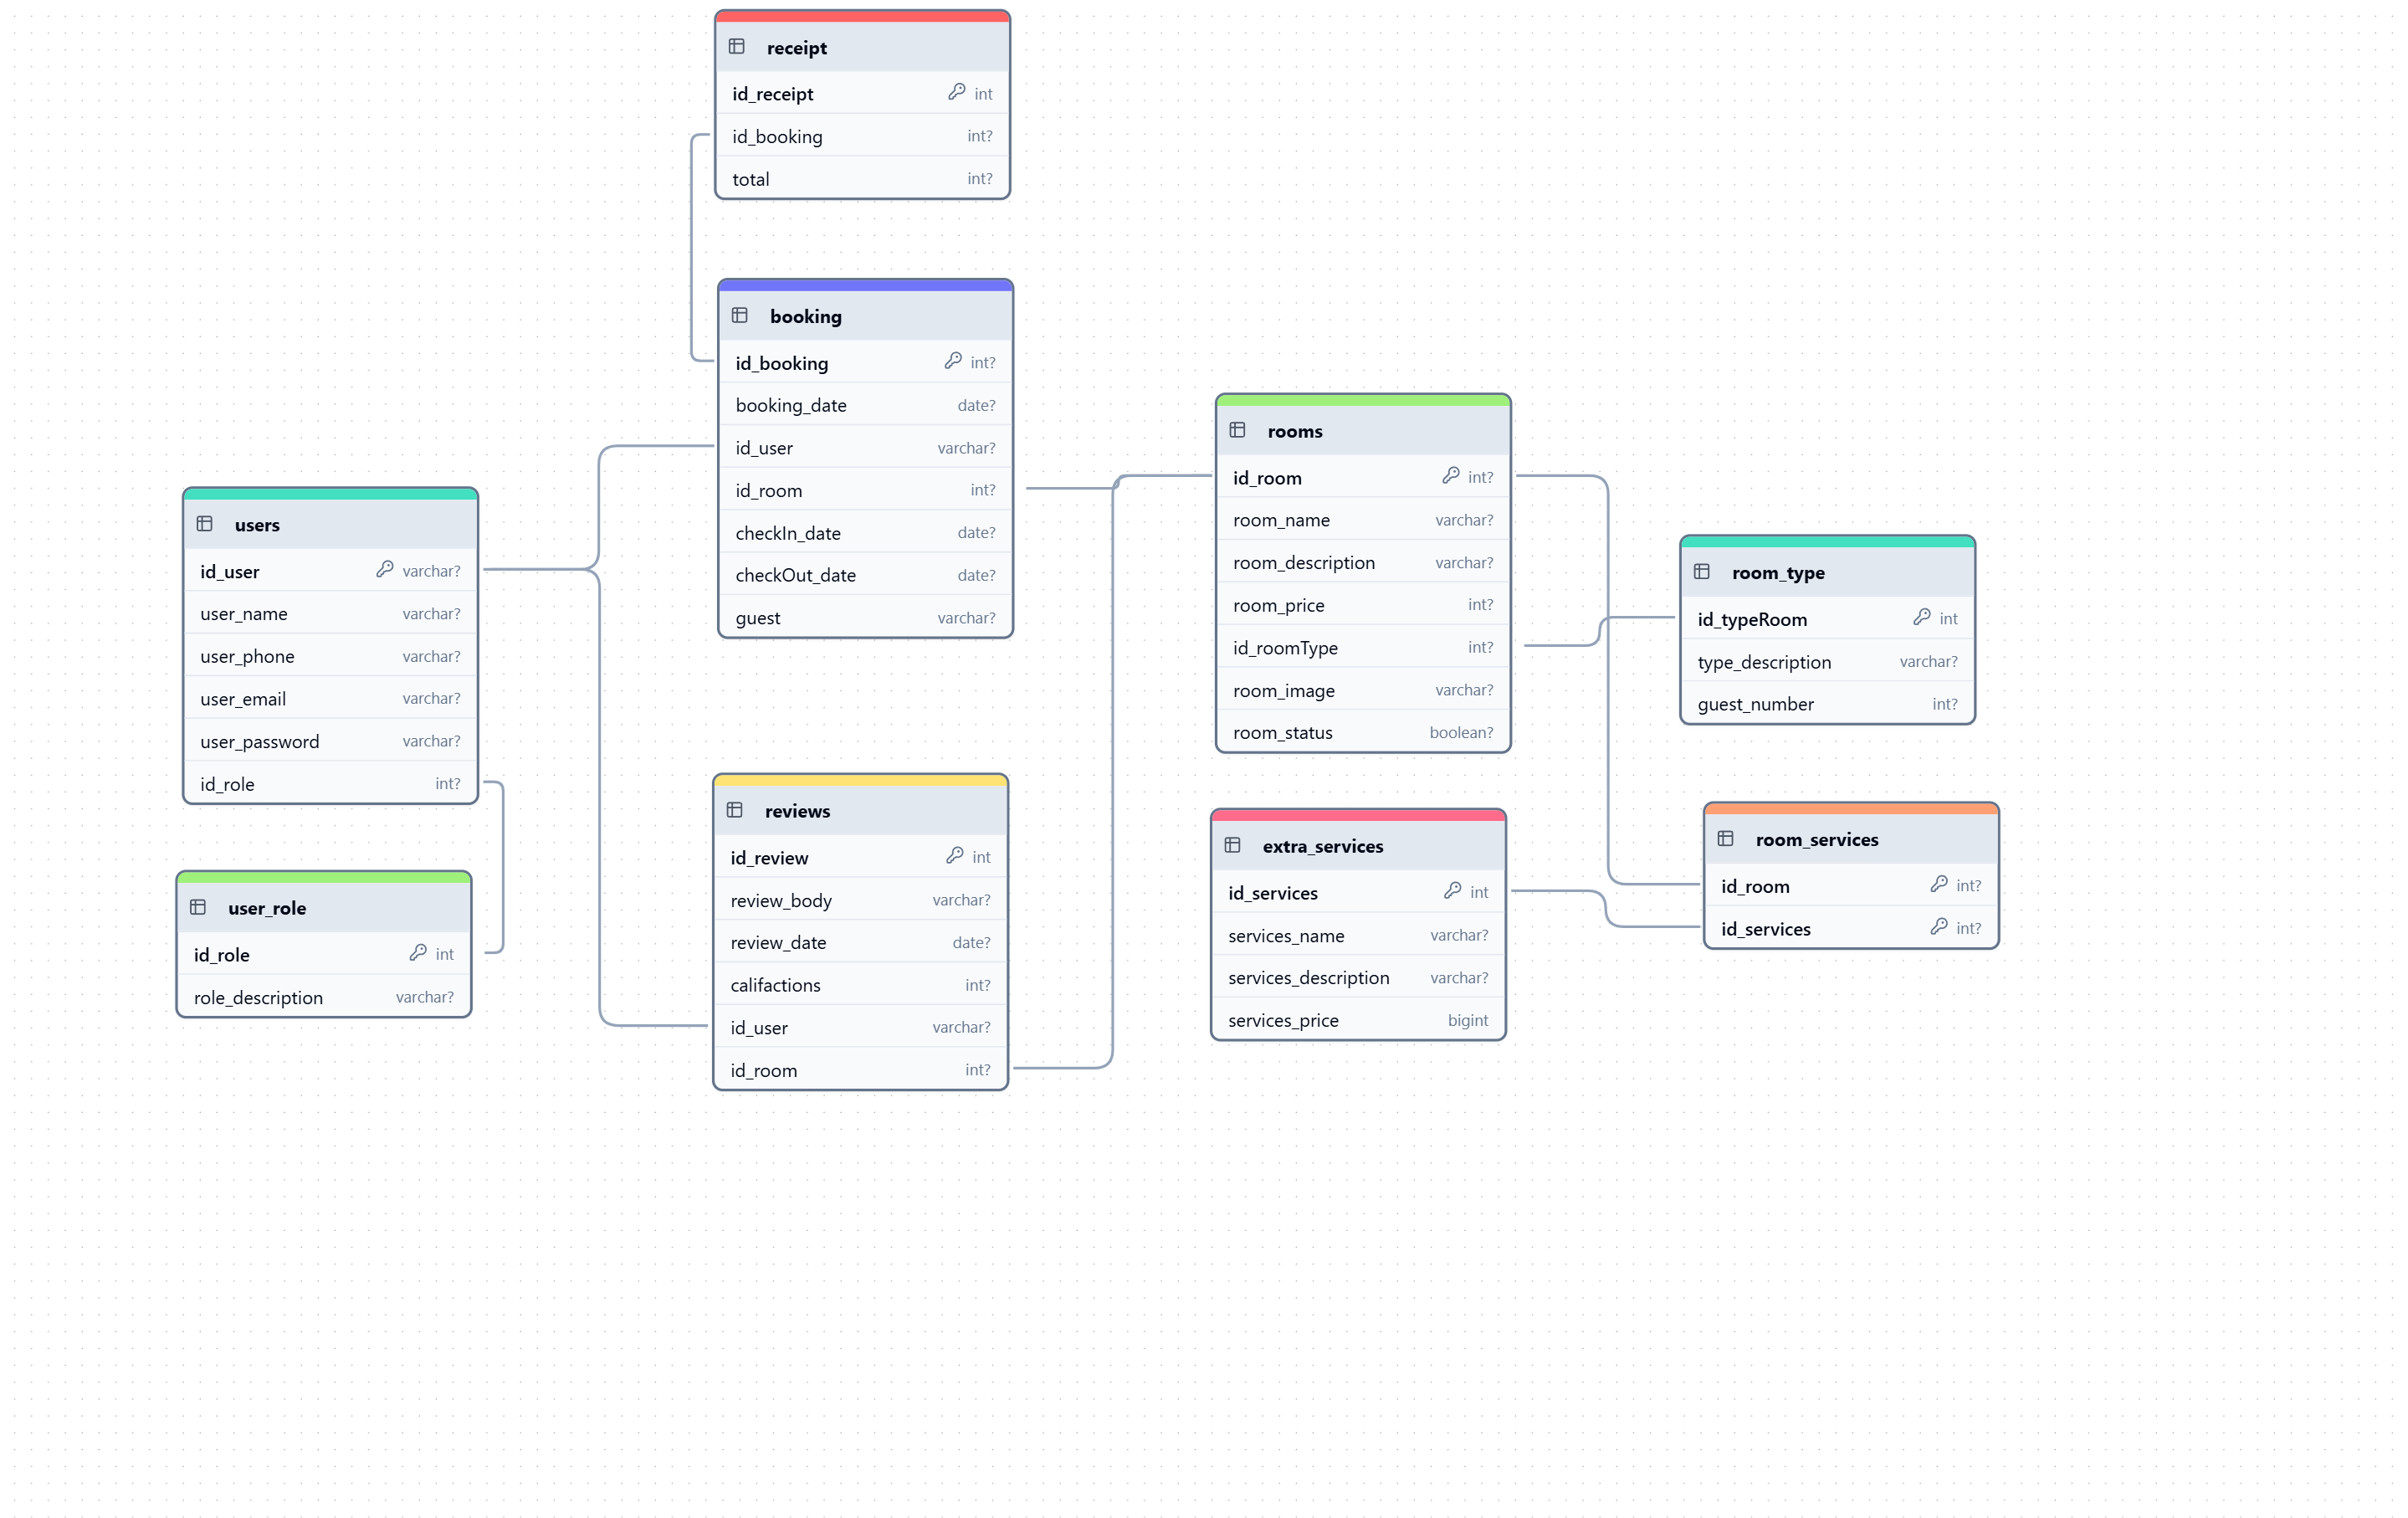 receipt
id_receipt int
id_booking int?
total int?
booking
id_booking int?
booking_date date?
id_user varchar?
id_room int?
checkIn_date date?
checkOut_date date?
guest varchar?
users
id_user varchar?
user_name varchar?
user_phone varchar?
user_email varchar?
user_password varchar?
id_role int?
user_role
id_role int
role_description varchar?
reviews
id_review int
review_body varchar?
review_date date?
califactions int?
id_user varchar?
id_room int?
rooms
id_room int?
room_name varchar?
room_description varchar?
room_price int?
id_roomType int?
room_image varchar?
room_status boolean?
extra_services
id_services int
services_name varchar?
services_description varchar?
services_price bigint
room_type
id_typeRoom int
type_description varchar?
guest_number int?
room_services
id_room int?
id_services int?